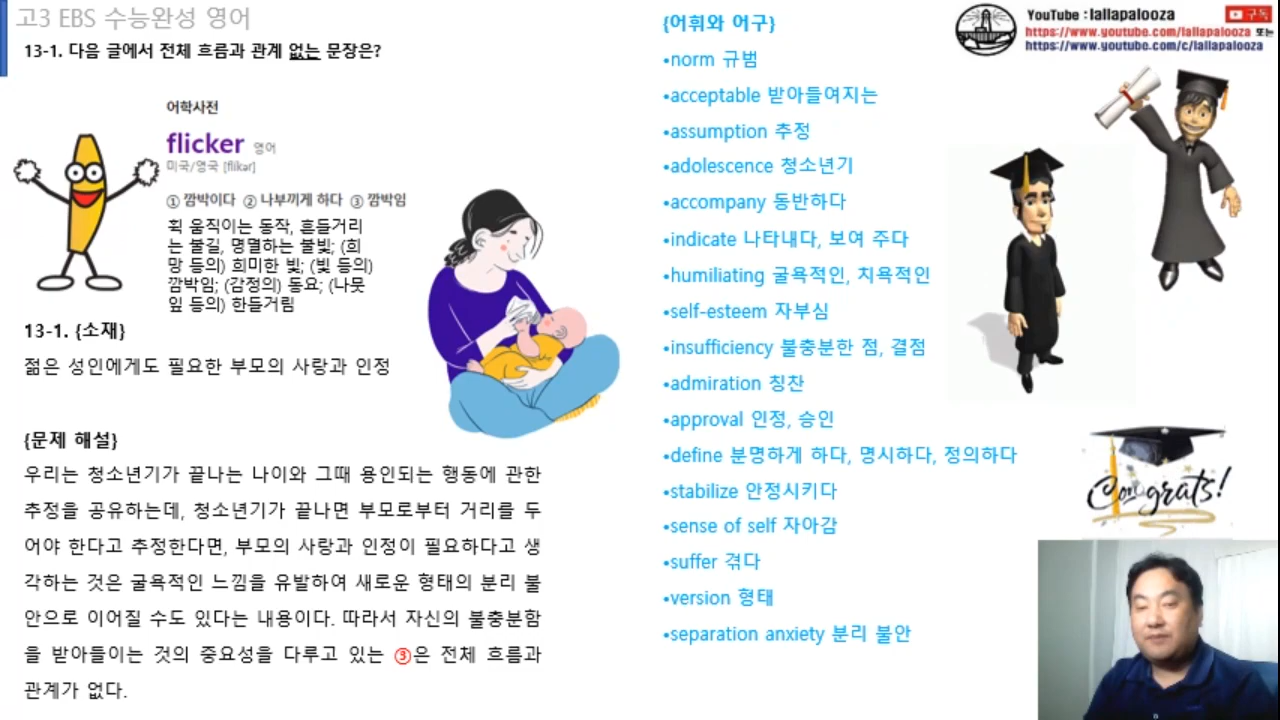 고3 EBS 수능완성 영어
13-1. 다음 글에서 전체 흐름과 관계 없는 문장은?
어학사전
flicker 영어
미국/영국 [flíkər]
① 깜박이다 ② 나부끼게 하다 ③ 깜박임
획 움직이는 동작, 흔들거리
는 불길, 명멸하는 불빛; (희
망 등의) 희미한 빛; (빛 등의)
깜박임; (감정의) 동요; (나뭇
잎 등의) 한들거림
13-1. {소재}
젊은 성인에게도 필요한 부모의 사랑과 인정
{문제 해설}
우리는 청소년기가 끝나는 나이와 그때 용인되는 행동에 관한
추정을 공유하는데, 청소년기가 끝나면 부모로부터 거리를 두
어야 한다고 추정한다면, 부모의 사랑과 인정이 필요하다고 생
각하는 것은 굴욕적인 느낌을 유발하여 새로운 형태의 분리 불
안으로 이어질 수도 있다는 내용이다. 따라서 자신의 불충분함
을 받아들이는 것의 중요성을 다루고 있는 ③은 전체 흐름과
관계가 없다.
{어휘와 어구}
•norm 규범
•acceptable 받아들여지는
•assumption 추정
•adolescence 청소년기
•accompany 동반하다
•indicate 나타내다, 보여 주다
•humiliating 굴욕적인, 치욕적인
•self-esteem 자부심
•insufficiency 불충분한 점, 결점
•admiration 칭찬
•approval 인정, 승인
•define 분명하게 하다, 명시하다, 정의하다
•stabilize 안정시키다
•sense of self 자아감
•suffer 겪다
•version 형태
•separation anxiety 분리 불안
YouTube : lallapalooza 구독
https://www.youtube.com/lallapalooza 또는
https://www.youtube.com/c/lallapalooza
Congrats!